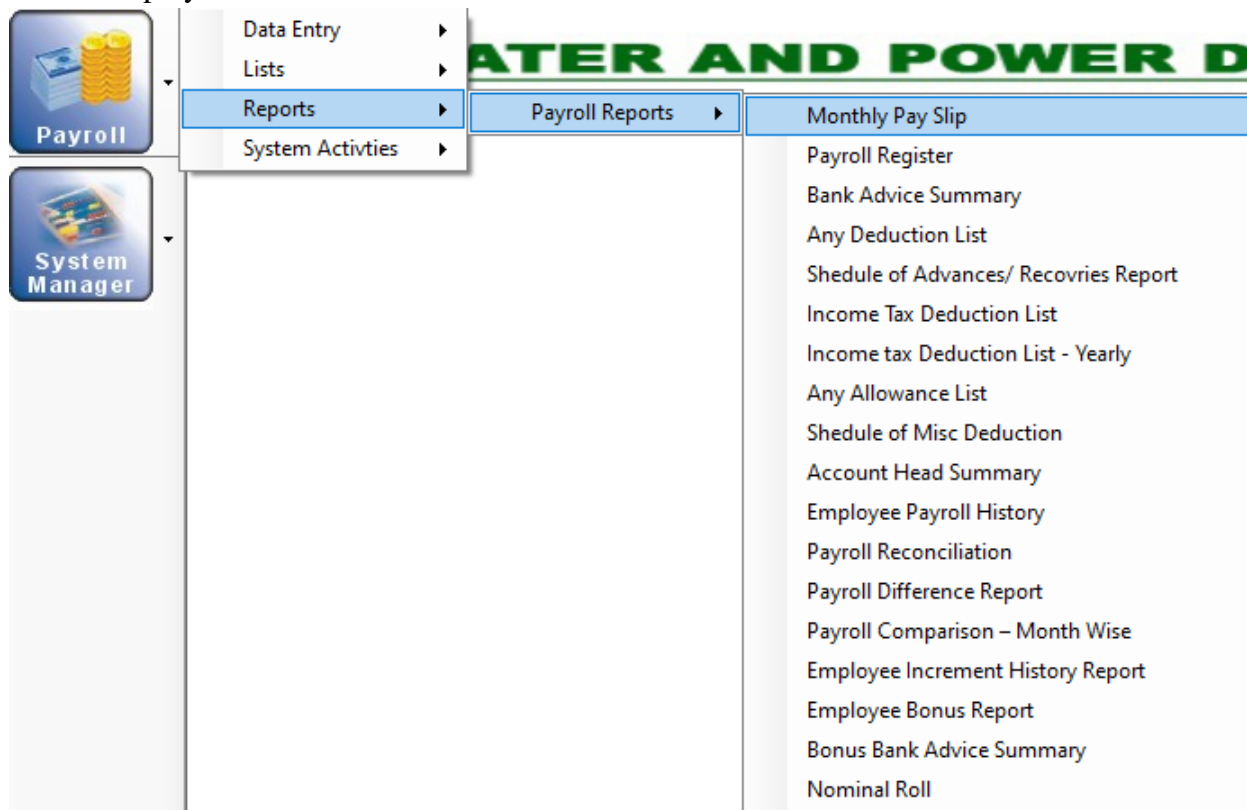 Data Entry
Lists
Reports
System Activties
Payroll
System
Manager
ATER AND POWER D
Payroll Reports
Monthly Pay Slip
Payroll Register
Bank Advice Summary
Any Deduction List
Shedule of Advances/ Recovries Report
Income Tax Deduction List
Income tax Deduction List - Yearly
Any Allowance List
Shedule of Misc Deduction
Account Head Summary
Employee Payroll History
Payroll Reconciliation
Payroll Difference Report
Payroll Comparison – Month Wise
Employee Increment History Report
Employee Bonus Report
Bonus Bank Advice Summary
Nominal Roll